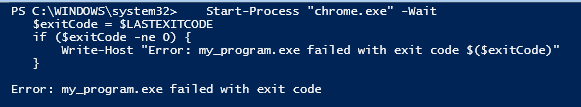 PS C:\WINDOWS\system32>    Start-Process "chrome.exe" -Wait
   $exitCode = $LASTEXITCODE
   if ($exitCode -ne 0) {
       Write-Host "Error: my_program.exe failed with exit code $($exitCode)"
   }
Error: my_program.exe failed with exit code